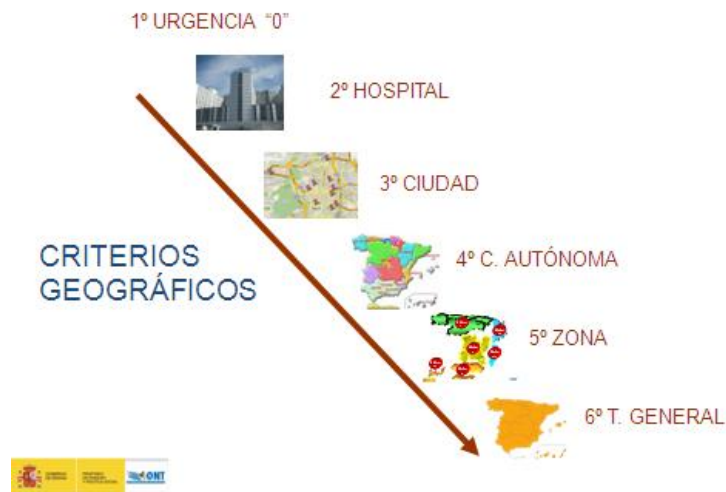 1º URGENCIA "0"
2º HOSPITAL
3º CIUDAD
4º C. AUTÓNOMA
CRITERIOS
GEOGRÁFICOS
5º ZONA
6º T. GENERAL
ONT